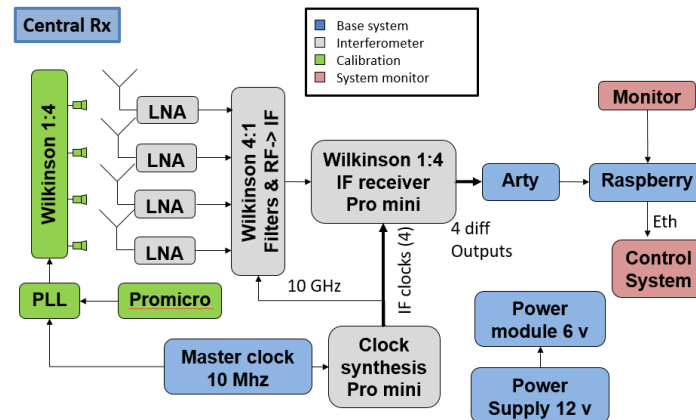 Central Rx
Base system
Interferometer
Calibration
System monitor
Wilkinson 1:4
LNA
LNA
LNA
LNA
Wilkinson 4:1
Filters & RF-> IF
Wilkinson 1:4
IF receiver
Pro mini
Arty
Monitor
Raspberry
Eth
Control
System
4 diff
Outputs
IF clocks (4)
10 GHz
PLL
Promicro
Master clock
10 Mhz
Clock
synthesis
Pro mini
Power
module 6 v
Power
Supply 12 v